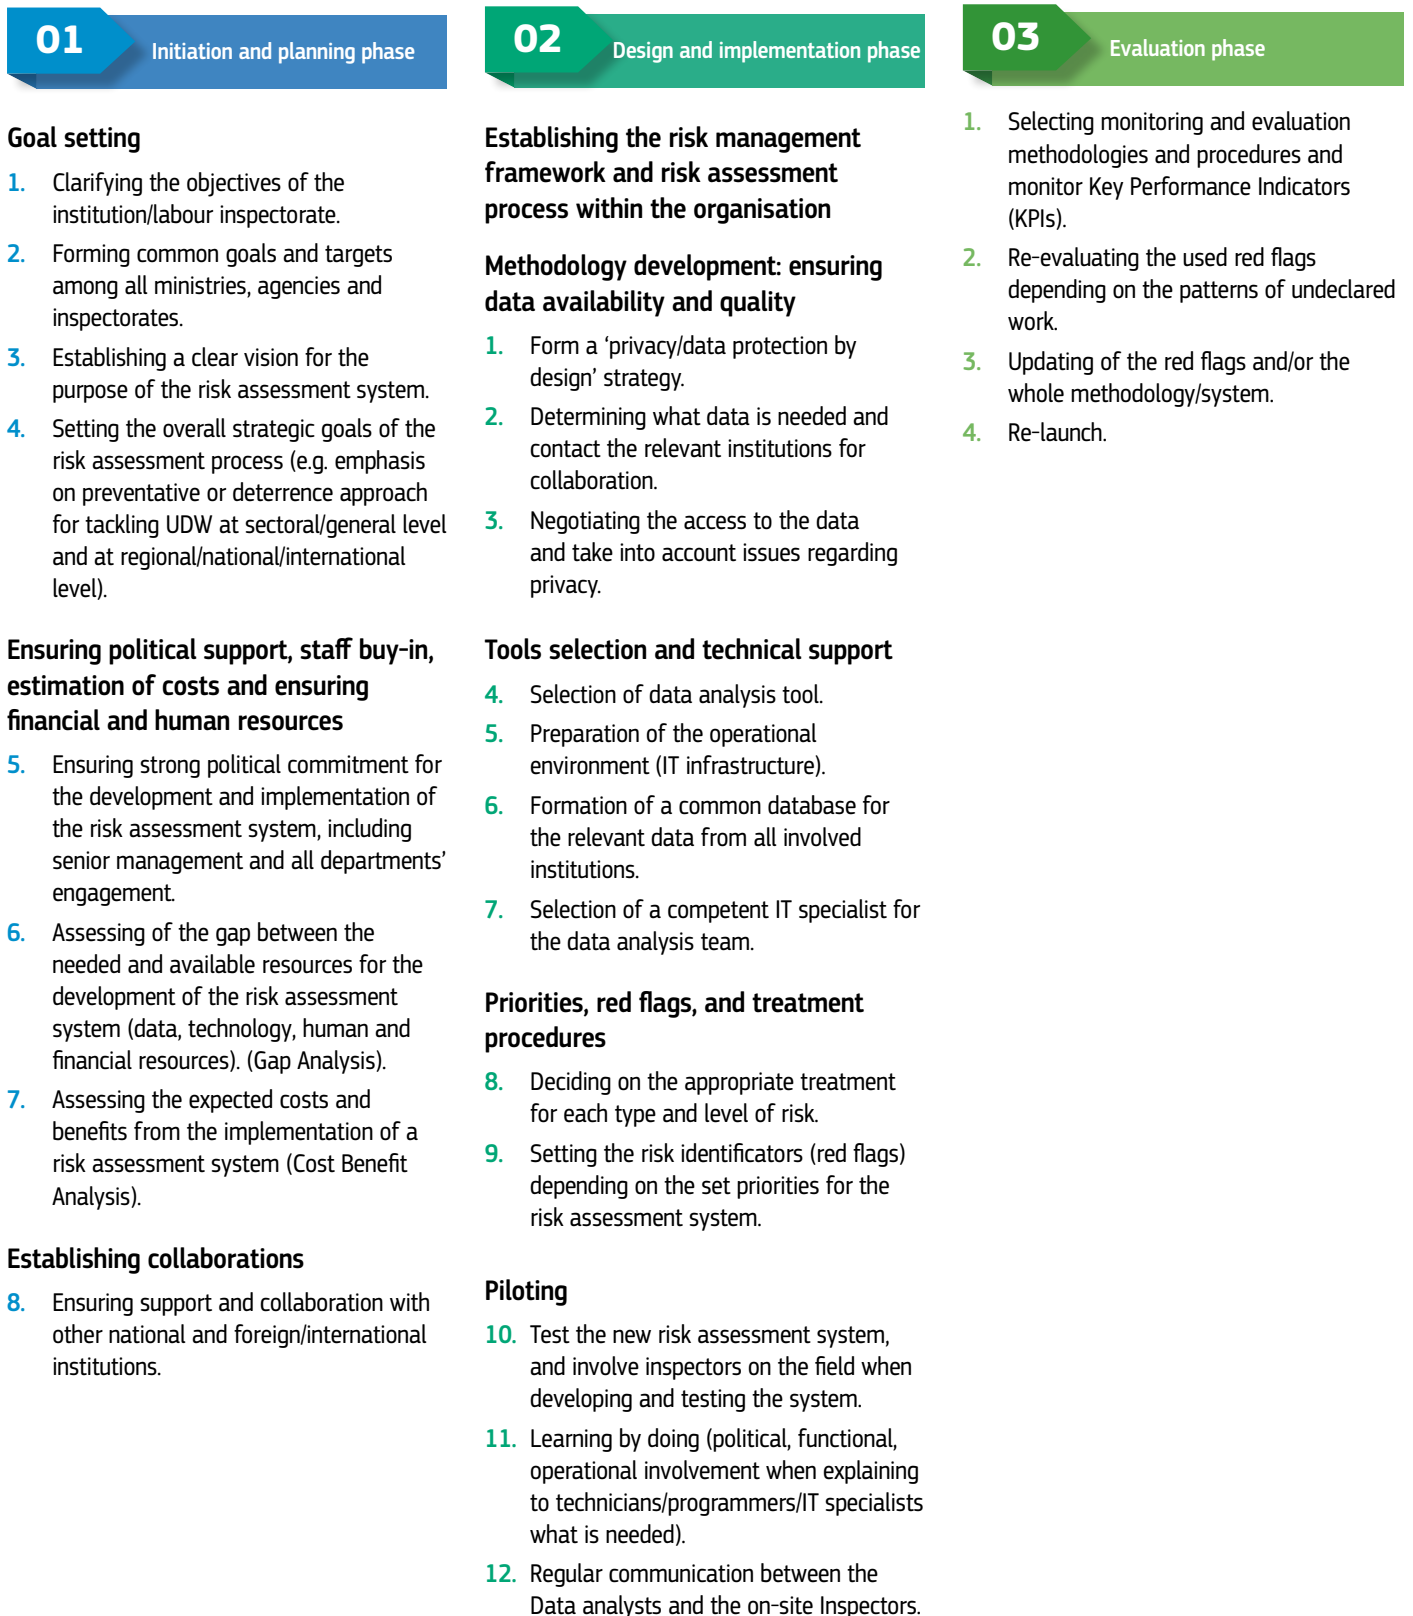 01
Initiation and planning phase
Goal setting
1. Clarifying the objectives of the
institution/labour inspectorate.
2. Forming common goals and targets
among all ministries, agencies and
inspectorates.
3. Establishing a clear vision for the
purpose of the risk assessment system.
4. Setting the overall strategic goals of the
risk assessment process (e.g. emphasis
on preventative or deterrence approach
for tackling UDW at sectoral/general level
and at regional/national/international
level).
Ensuring political support, staff buy-in,
estimation of costs and ensuring
financial and human resources
5. Ensuring strong political commitment for
the development and implementation of
the risk assessment system, including
senior management and all departments’
engagement.
6. Assessing of the gap between the
needed and available resources for the
development of the risk assessment
system (data, technology, human and
financial resources). (Gap Analysis).
7. Assessing the expected costs and
benefits from the implementation of a
risk assessment system (Cost Benefit
Analysis).
Establishing collaborations
8. Ensuring support and collaboration with
other national and foreign/international
institutions.
02
Design and implementation phase
Establishing the risk management
framework and risk assessment
process within the organisation
Methodology development: ensuring
data availability and quality
1. Form a ‘privacy/data protection by
design’ strategy.
2. Determining what data is needed and
contact the relevant institutions for
collaboration.
3. Negotiating the access to the data
and take into account issues regarding
privacy.
Tools selection and technical support
4. Selection of data analysis tool.
5. Preparation of the operational
environment (IT infrastructure).
6. Formation of a common database for
the relevant data from all involved
institutions.
7. Selection of a competent IT specialist for
the data analysis team.
Priorities, red flags, and treatment
procedures
8. Deciding on the appropriate treatment
for each type and level of risk.
9. Setting the risk identificators (red flags)
depending on the set priorities for the
risk assessment system.
Piloting
10. Test the new risk assessment system,
and involve inspectors on the field when
developing and testing the system.
11. Learning by doing (political, functional,
operational involvement when explaining
to technicians/programmers/IT specialists
what is needed).
12. Regular communication between the
Data analysts and the on-site Inspectors.
03
Evaluation phase
1. Selecting monitoring and evaluation
methodologies and procedures and
monitor Key Performance Indicators
(KPIs).
2. Re-evaluating the used red flags
depending on the patterns of undeclared
work.
3. Updating of the red flags and/or the
whole methodology/system.
4. Re-launch.